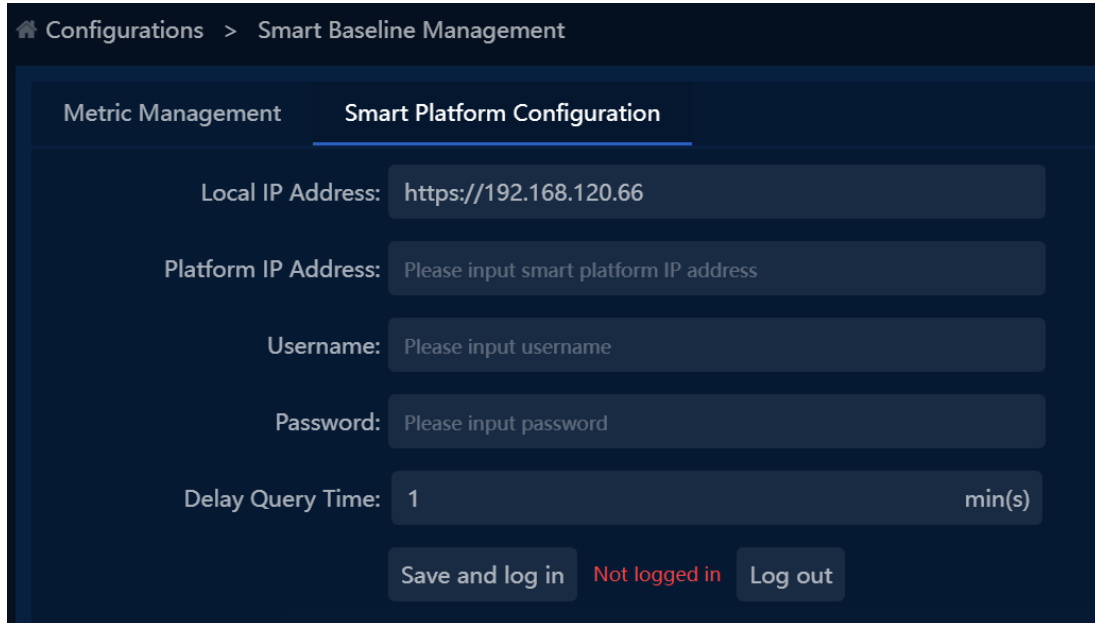 Configurations > Smart Baseline Management
Metric Management Smart Platform Configuration
Local IP Address: https://192.168.120.66
Platform IP Address: Please input smart platform IP address
Username: Please input username
Password: Please input password
Delay Query Time: 1 min(s)
Save and log in Not logged in Log out